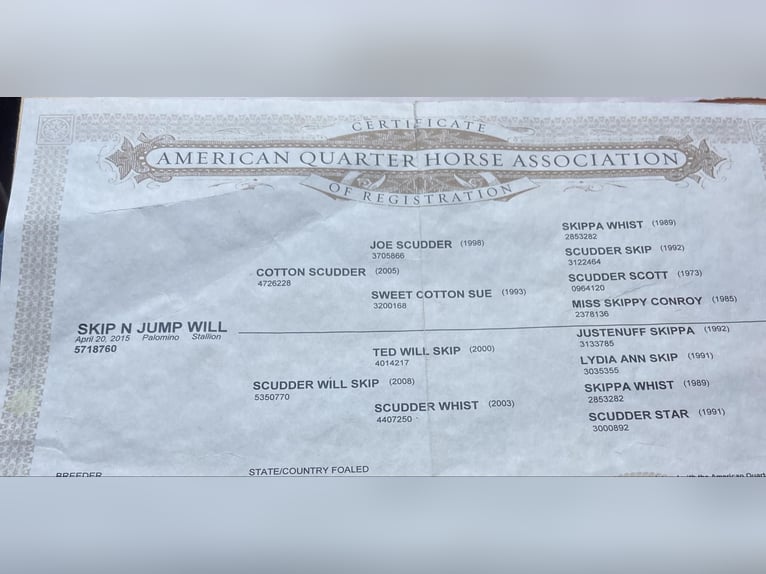 CERTIFICATE
AMERICAN QUARTER HORSE ASSOCIATION
OF REGISTRATION
SKIPPA WHIST (1989)
2853282
JOE SCUDDER (1998)
3705866
SCUDDER SKIP (1992)
3122464
COTTON SCUDDER (2005)
4726228
SCUDDER SCOTT (1973)
0964120
SWEET COTTON SUE (1993)
3200168
MISS SKIPPY CONROY (1985)
2378136
SKIP N JUMP WILL
April 20, 2015 Palomino Stallion
5718760
JUSTENUFF SKIPPA (1992)
3133785
TED WILL SKIP (2000)
4014217
LYDIA ANN SKIP (1991)
3035355
SCUDDER WILL SKIP (2008)
5350770
SKIPPA WHIST (1989)
2853282
SCUDDER WHIST (2003)
4407250
SCUDDER STAR (1991)
3000892
BREEDER
STATE/COUNTRY FOALED
with the American Quart